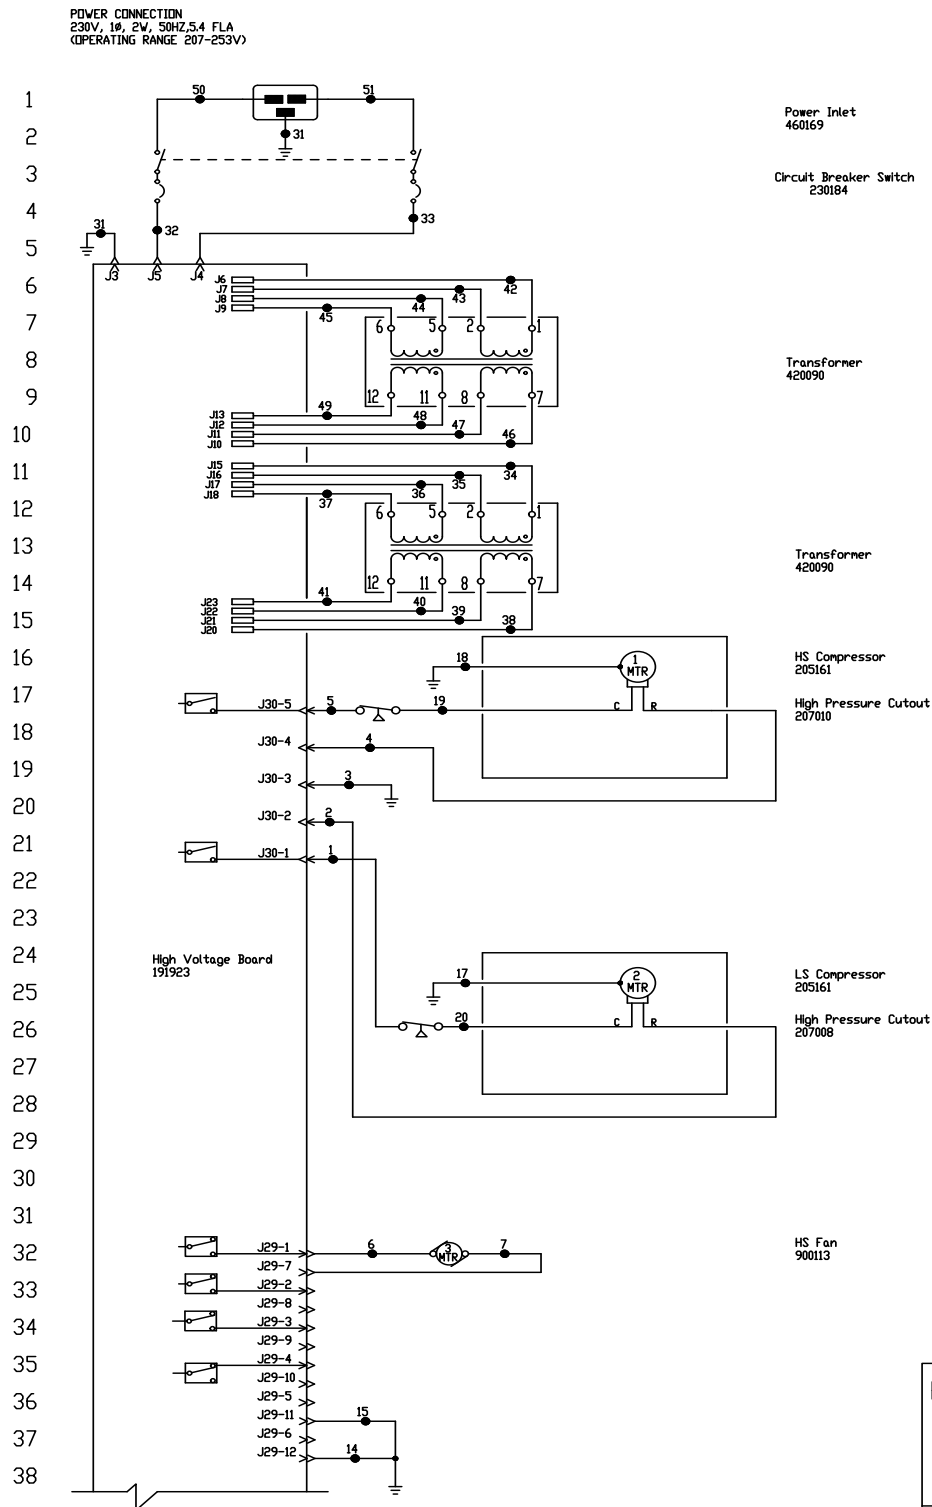 POWER CONNECTION
230V, 1ø, 2W, 50HZ,5.4 FLA
(OPERATING RANGE 207-253V)
1
50
51
Power Inlet
460169
2
31
3
Circuit Breaker Switch
230184
4
33
31
32
5
J3
J5
J4
6
J6
J7
J8
J9
42
43
44
45
7
6
5
2
1
8
Transformer
420090
9
12
11
8
7
49
48
47
46
J13
J12
J11
J10
10
11
J15
J16
J17
J18
34
35
36
37
12
6
5
2
1
13
Transformer
420090
14
12
11
8
7
41
40
39
38
J23
J22
J21
J20
15
16
18
1
MTR
HS Compressor
205161
17
J30-5
5
19
C
R
High Pressure Cutout
207010
18
J30-4
4
19
J30-3
3
20
J30-2
2
21
J30-1
1
22
23
24
High Voltage Board
191923
17
2
MTR
LS Compressor
205161
25
26
20
C
R
High Pressure Cutout
207008
27
28
29
30
31
32
J29-1
6
3
MTR
7
HS Fan
900113
J29-7
33
J29-2
J29-8
34
J29-3
J29-9
35
J29-4
J29-10
36
J29-5
J29-11
15
37
J29-6
J29-12
14
38